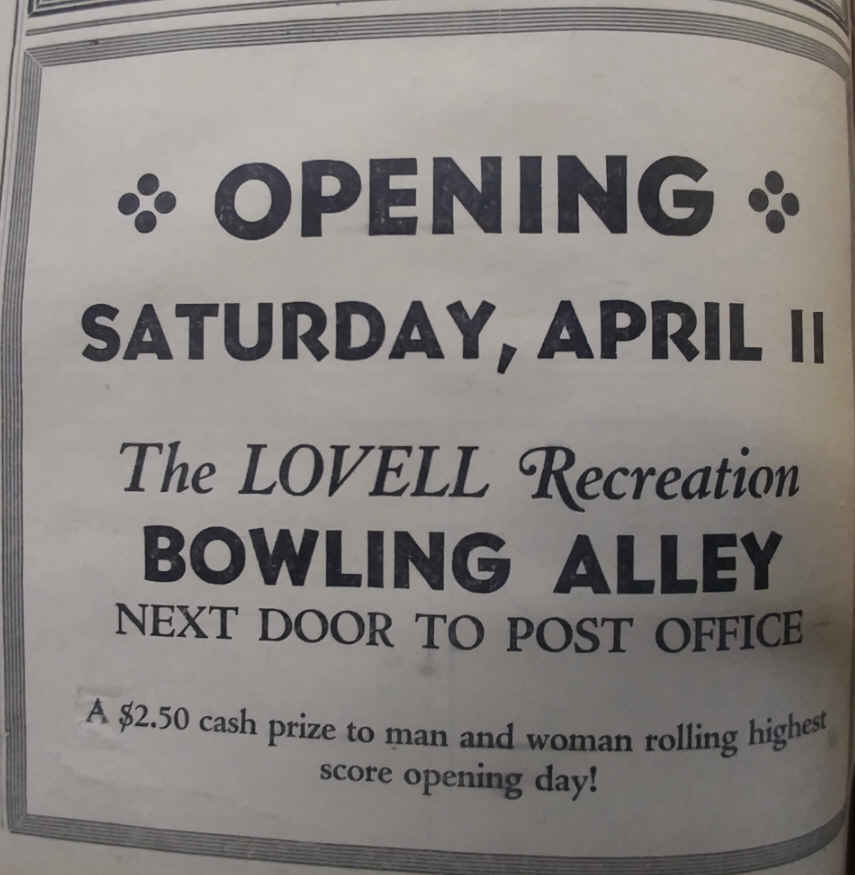 OPENING
SATURDAY, APRIL 11
The LOVELL Recreation
BOWLING ALLEY
NEXT DOOR TO POST OFFICE
A $2.50 cash prize to man and woman rolling highest
score opening day!